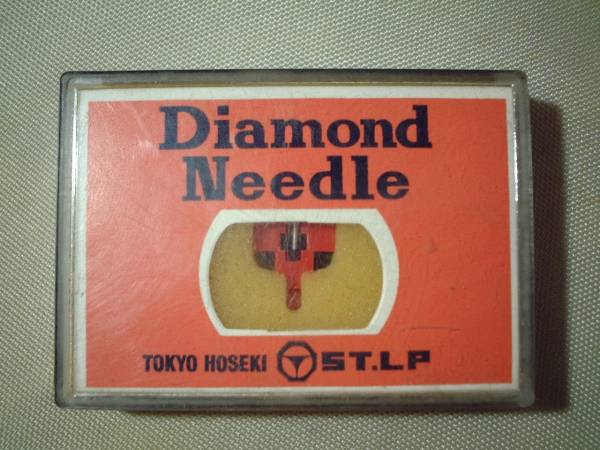 Diamond
Needle
TOKYO HOSEKI ST.LP